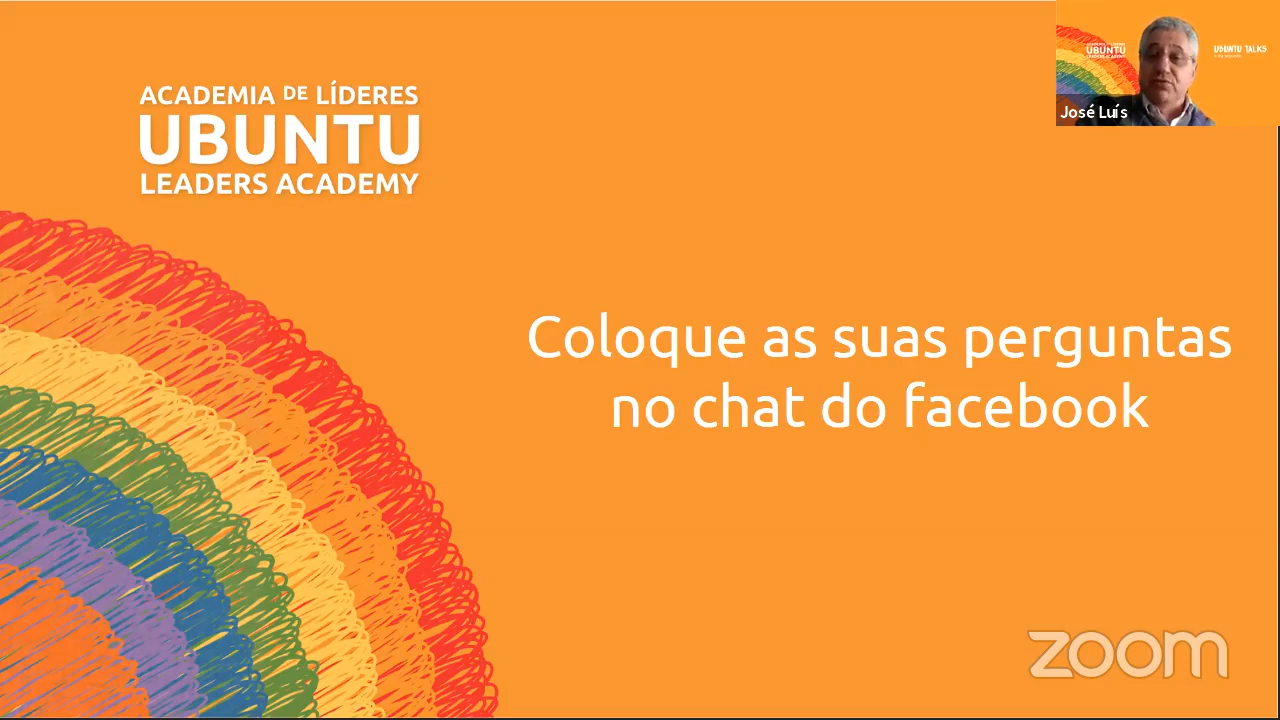 ACADEMIA DE LÍDERES
UBUNTU
LEADERS ACADEMY
UBUNTU
UBUNTU TALKS
José Luís
Coloque as suas perguntas
no chat do facebook
zoom